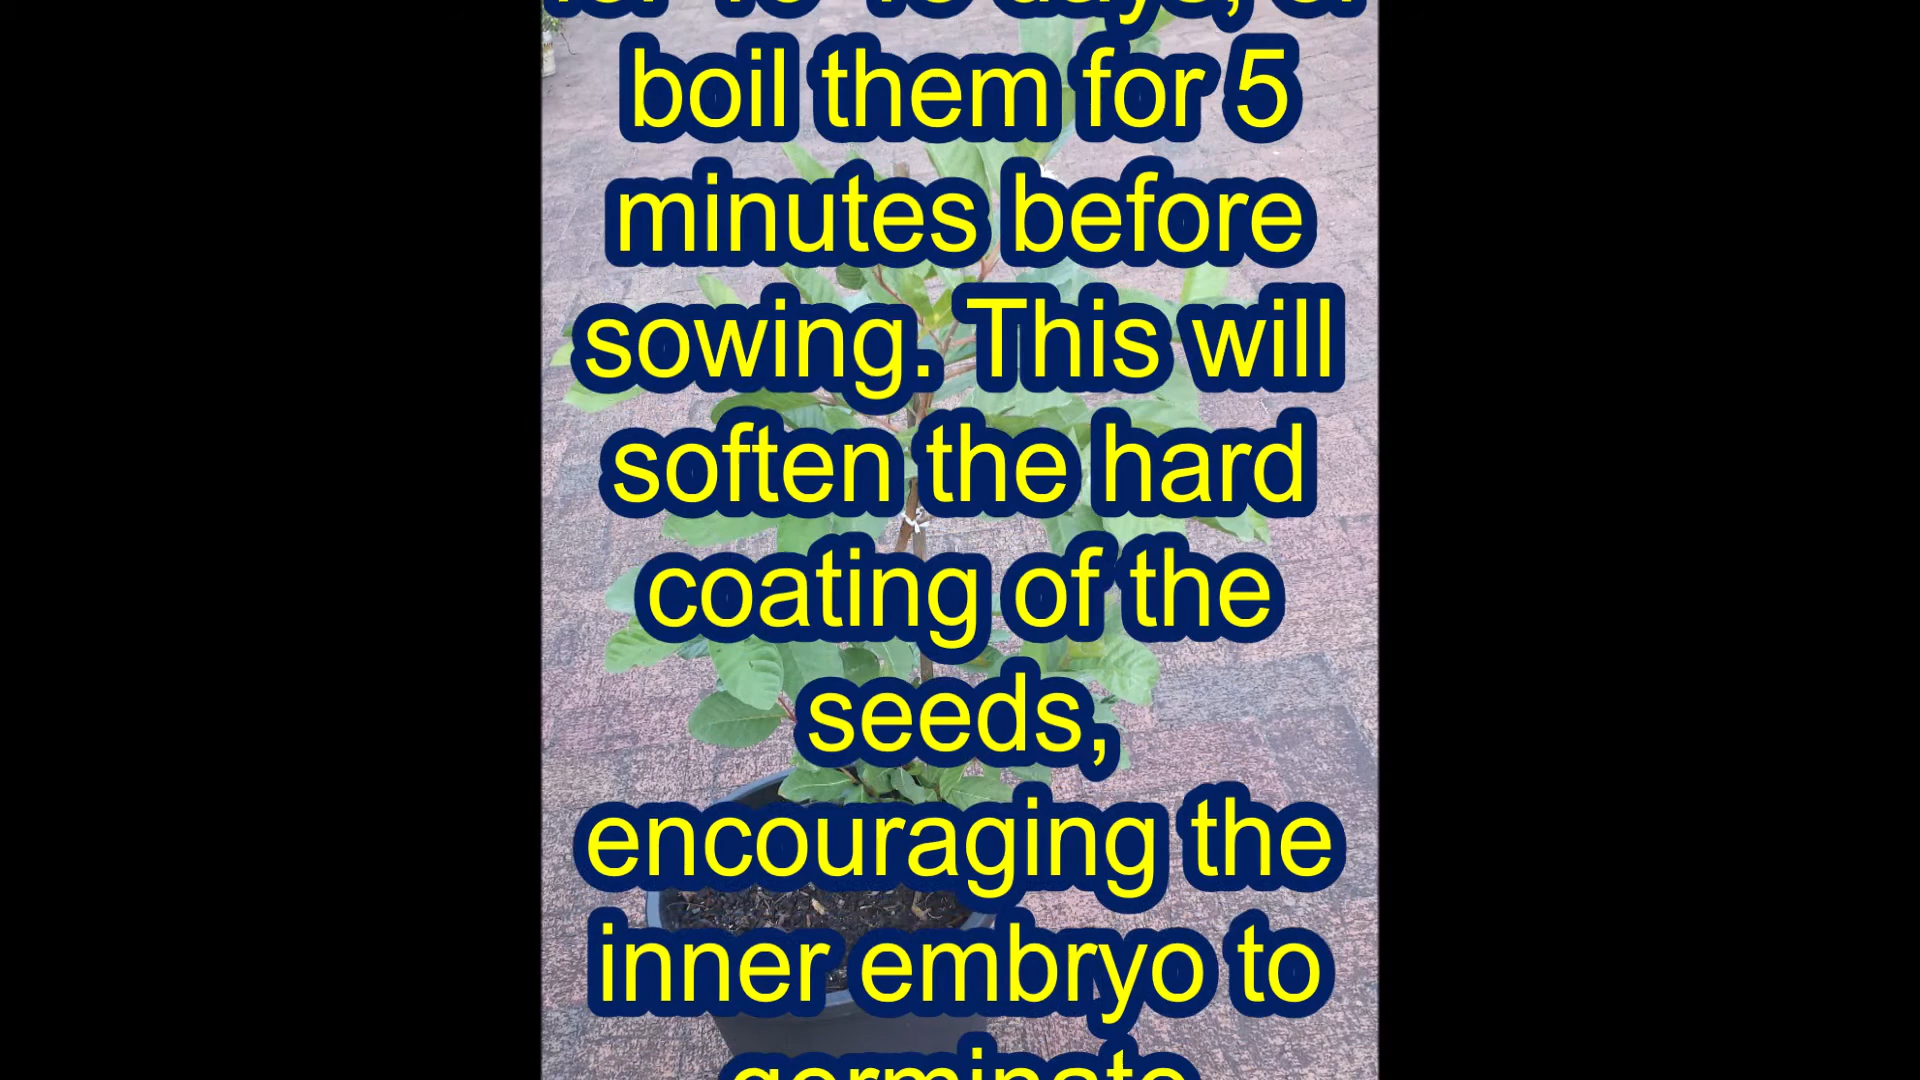 boil them for 5
minutes before
sowing. This will
soften the hard
coating of the
seeds,
encouraging the
inner embryo to
germinate